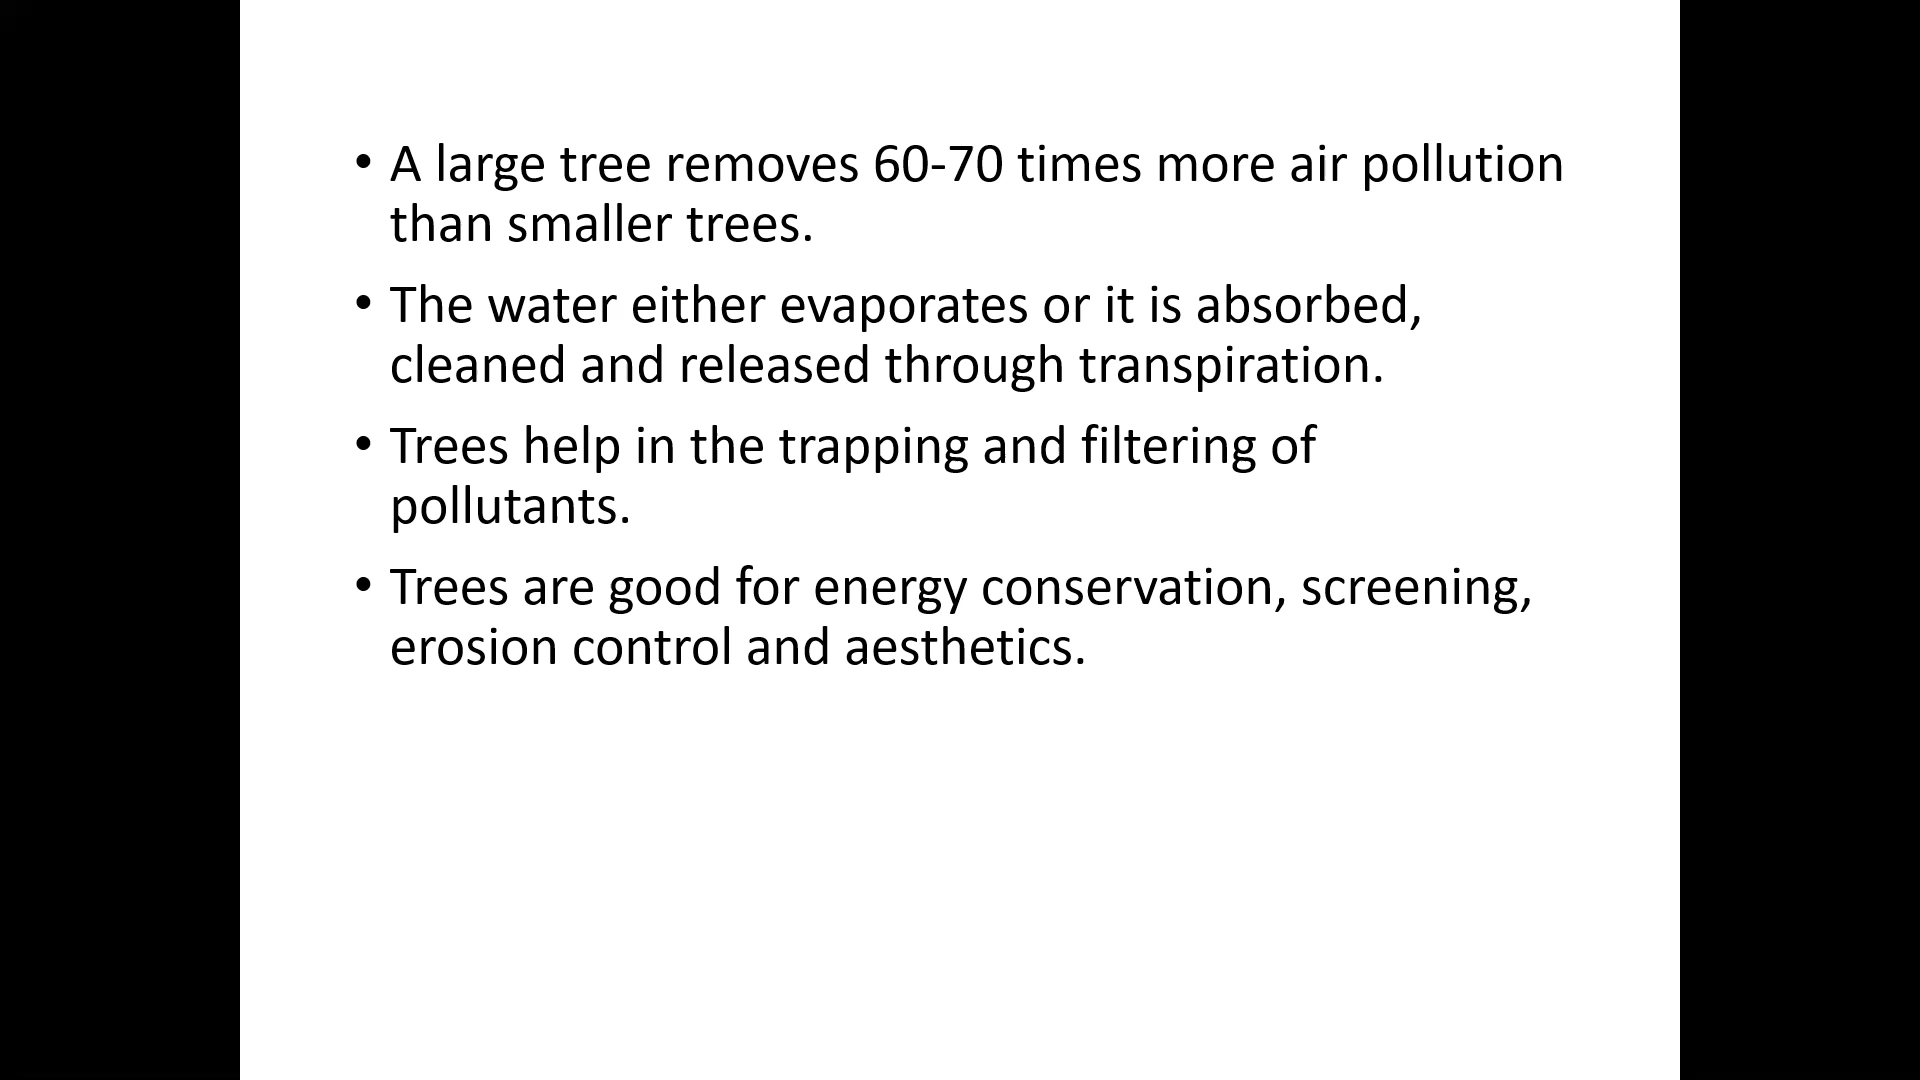 • A large tree removes 60-70 times more air pollution
than smaller trees.
• The water either evaporates or it is absorbed,
cleaned and released through transpiration.
• Trees help in the trapping and filtering of
pollutants.
• Trees are good for energy conservation, screening,
erosion control and aesthetics.